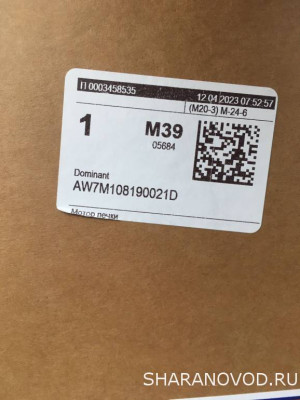 П 0003458535
12 04 2023 07 52:57
(M20-3) M-24-6
1
M39
05684
Dominant
AW7M108190021D
Мотор печки
SHARANOVOD.RU